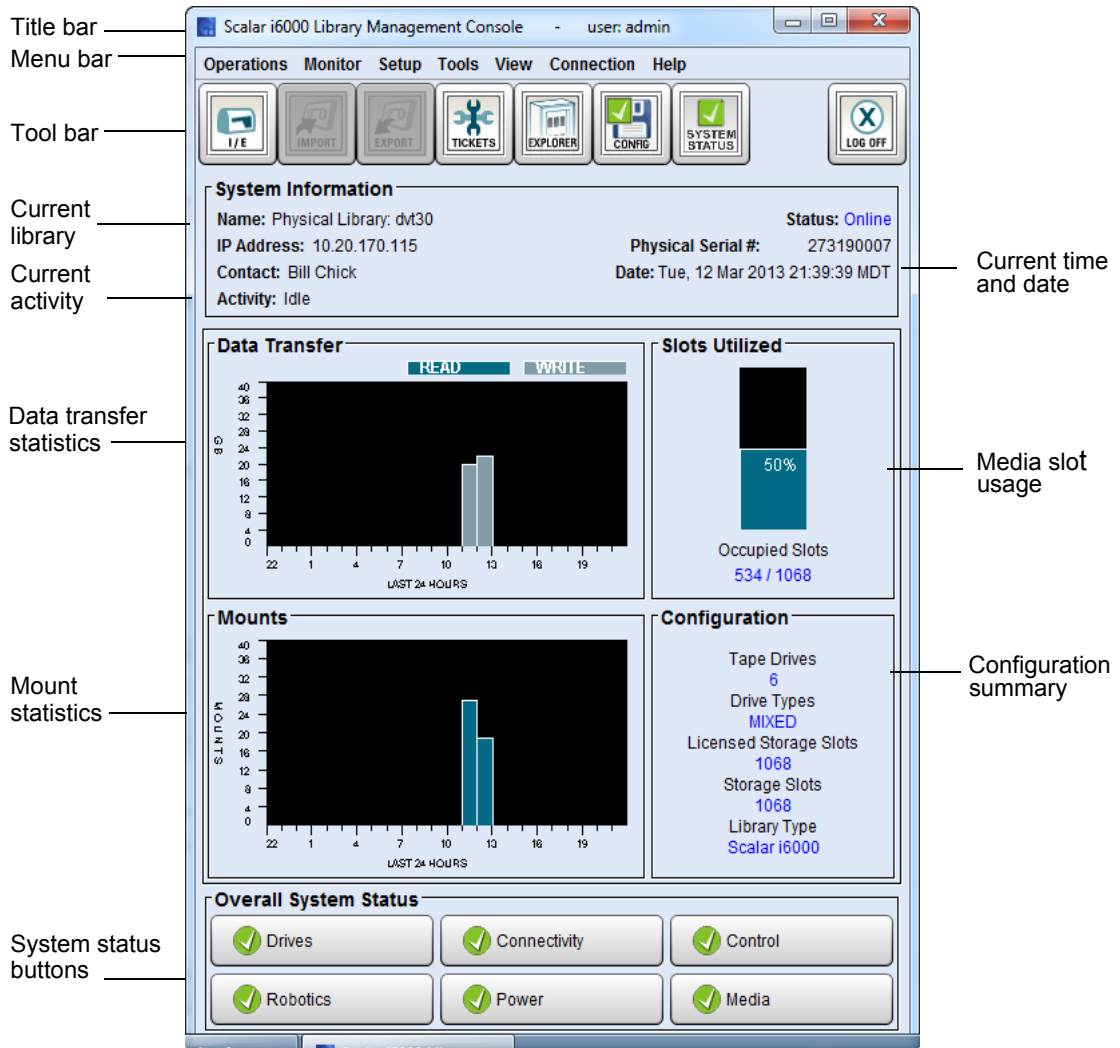 Title bar
Scalar i6000 Library Management Console - user: admin
Menu bar
Operations Monitor Setup Tools View Connection Help
Tool bar
I/E
IMPORT
EXPORT
TICKETS
EXPLORER
CONFIG
SYSTEM
STATUS
LOG OFF
System Information
Current
library
Name: Physical Library: dvt30
Status: Online
IP Address: 10.20.170.115
Physical Serial #: 273190007
Current
activity
Contact: Bill Chick
Date: Tue, 12 Mar 2013 21:39:39 MDT
Activity: Idle
Current time
and date
Data Transfer
READ WRITE
Data transfer
statistics
GB
40
36
32
28
24
20
16
12
8
4
0
22 1 4 7 10 13 16 19
LAST 24 HOURS
Slots Utilized
50%
Occupied Slots
534 / 1068
Media slot
usage
Mounts
Mount
statistics
MOUNTS
40
36
32
28
24
20
16
12
8
4
0
22 1 4 7 10 13 16 19
LAST 24 HOURS
Configuration
Tape Drives
6
Drive Types
MIXED
Licensed Storage Slots
1068
Storage Slots
1068
Library Type
Scalar i6000
Configuration
summary
Overall System Status
System status
buttons
Drives
Connectivity
Control
Robotics
Power
Media